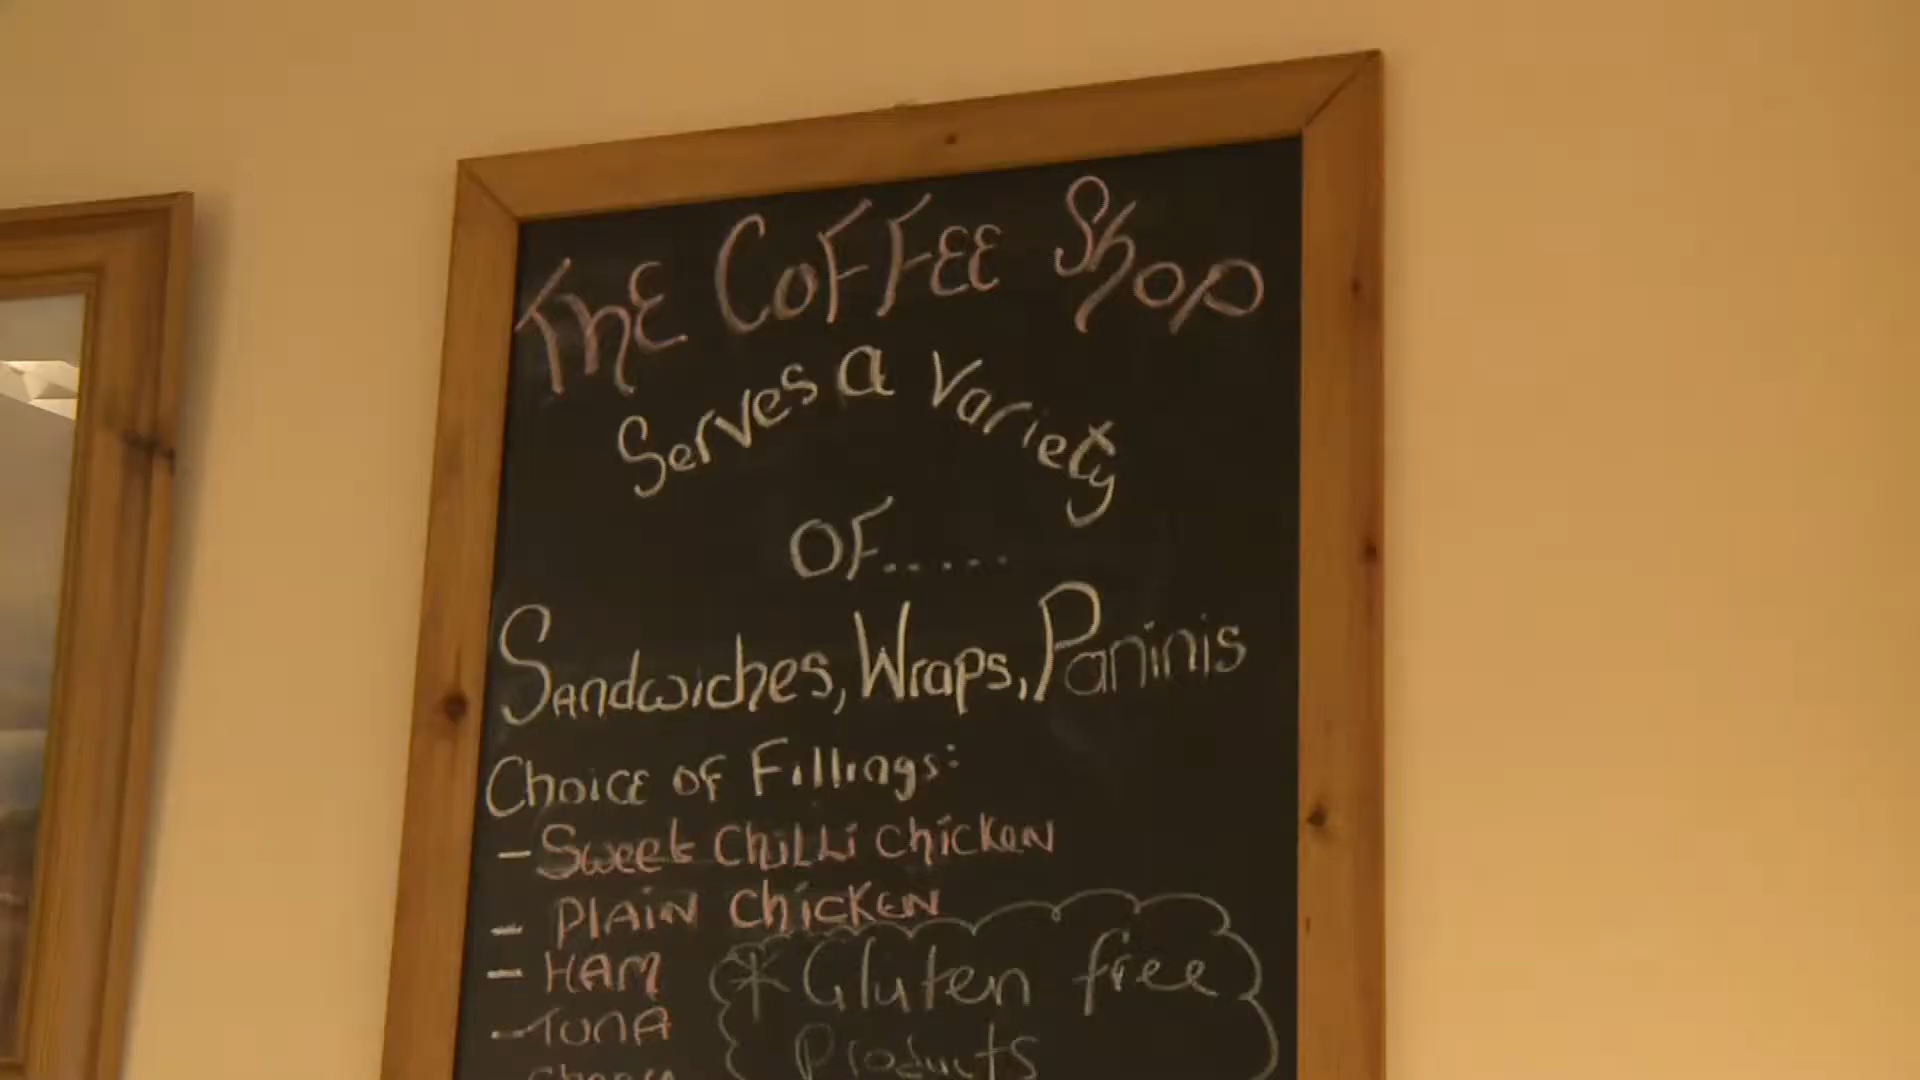 ThE CoFFEE ShoP
Serves a Variety
OF.....
Sandwiches, Wraps, Paninis
Choice of Fillings:
- Sweet Chilli Chicken
- PlAiN ChicKEN
- HAM
- TUNA
* Gluten free
Products